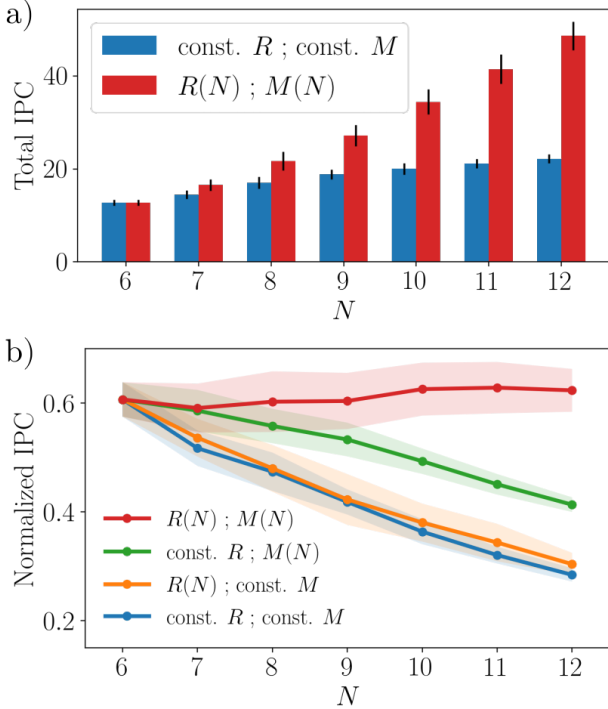 a)
const. R ; const. M
R(N) ; M(N)
Total IPC
40
20
0
6 7 8 9 10 11 12
N
b)
Normalized IPC
0.6
0.4
0.2
R(N) ; M(N)
const. R ; M(N)
R(N) ; const. M
const. R ; const. M
6 7 8 9 10 11 12
N